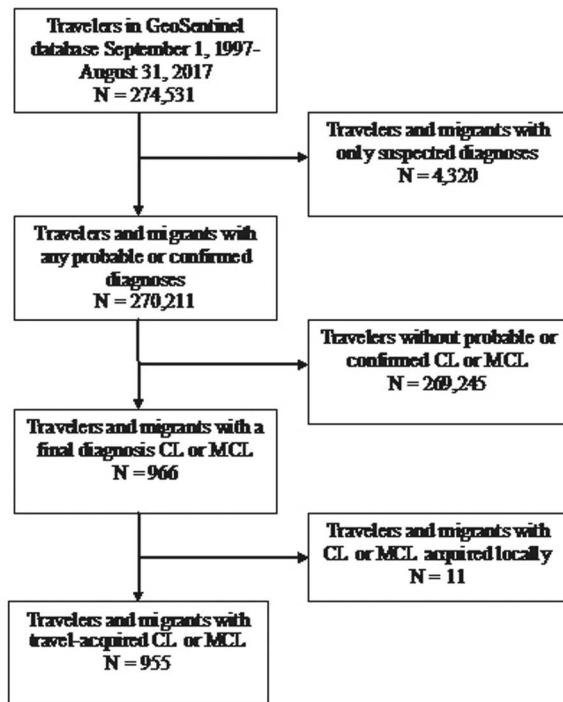 Travelers in GeoSentinel
database September 1, 1997-
August 31, 2017
N = 274,531
Travelers and migrants with
only suspected diagnoses
N = 4,320
Travelers and migrants with
any probable or confirmed
diagnoses
N = 270,211
Travelers without probable or
confirmed CL or MCL
N = 269,245
Travelers and migrants with a
final diagnosis CL or MCL
N = 966
Travelers and migrants with
CL or MCL acquired locally
N = 11
Travelers and migrants with
travel-acquired CL or MCL
N = 955